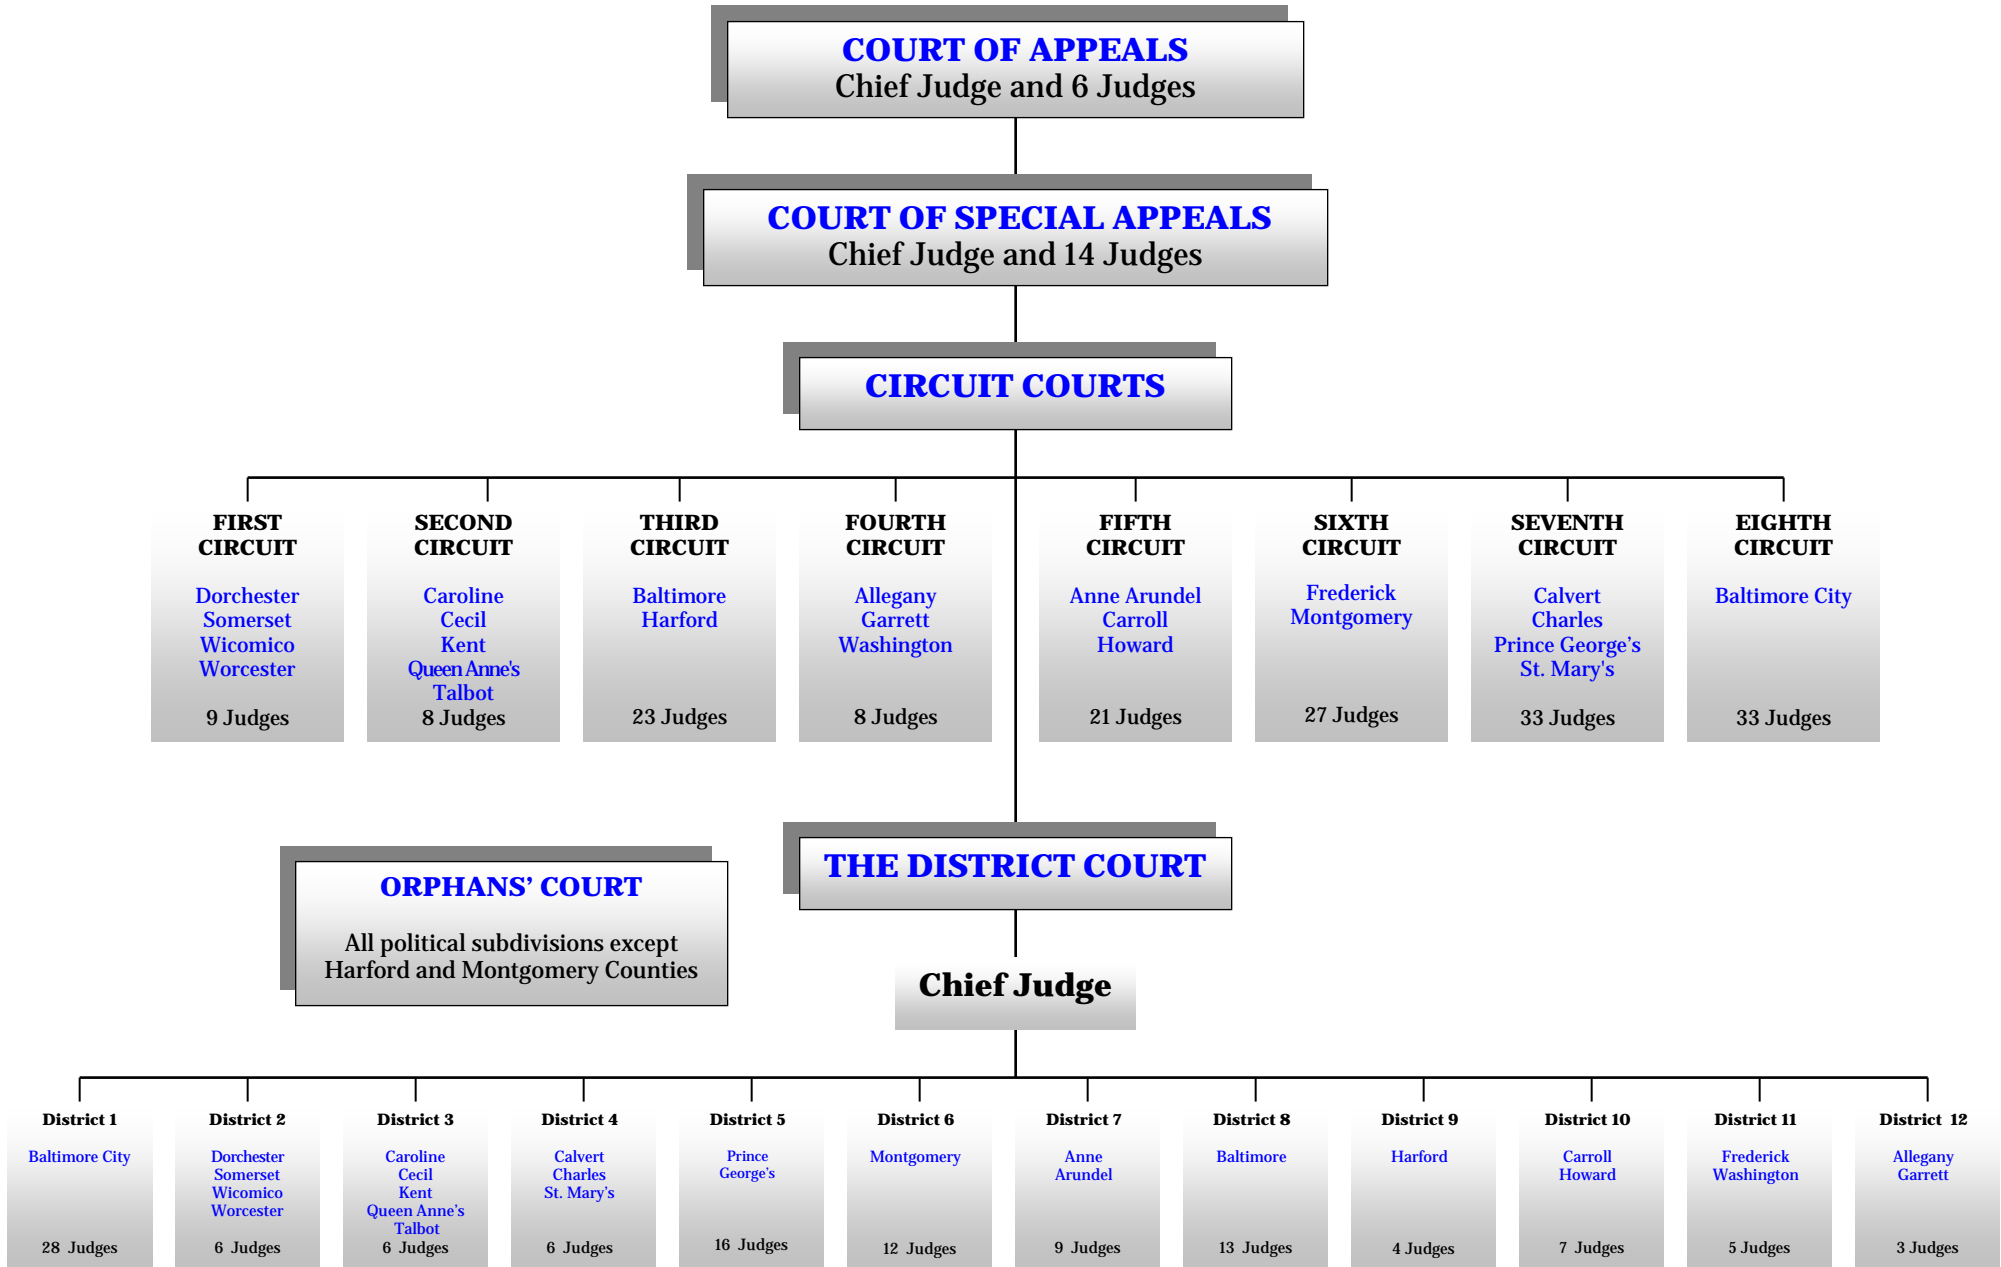 COURT OF APPEALS
Chief Judge and 6 Judges
COURT OF SPECIAL APPEALS
Chief Judge and 14 Judges
CIRCUIT COURTS
FIRST
CIRCUIT
Dorchester
Somerset
Wicomico
Worcester
9 Judges
SECOND
CIRCUIT
Caroline
Cecil
Kent
Queen Anne's
Talbot
8 Judges
THIRD
CIRCUIT
Baltimore
Harford
23 Judges
FOURTH
CIRCUIT
Allegany
Garrett
Washington
8 Judges
FIFTH
CIRCUIT
Anne Arundel
Carroll
Howard
21 Judges
SIXTH
CIRCUIT
Frederick
Montgomery
27 Judges
SEVENTH
CIRCUIT
Calvert
Charles
Prince George’s
St. Mary's
33 Judges
EIGHTH
CIRCUIT
Baltimore City
33 Judges
ORPHANS’ COURT
All political subdivisions except
Harford and Montgomery Counties
THE DISTRICT COURT
Chief Judge
District 1
Baltimore City
28 Judges
District 2
Dorchester
Somerset
Wicomico
Worcester
6 Judges
District 3
Caroline
Cecil
Kent
Queen Anne’s
Talbot
6 Judges
District 4
Calvert
Charles
St. Mary’s
6 Judges
District 5
Prince
George’s
16 Judges
District 6
Montgomery
12 Judges
District 7
Anne
Arundel
9 Judges
District 8
Baltimore
13 Judges
District 9
Harford
4 Judges
District 10
Carroll
Howard
7 Judges
District 11
Frederick
Washington
5 Judges
District 12
Allegany
Garrett
3 Judges